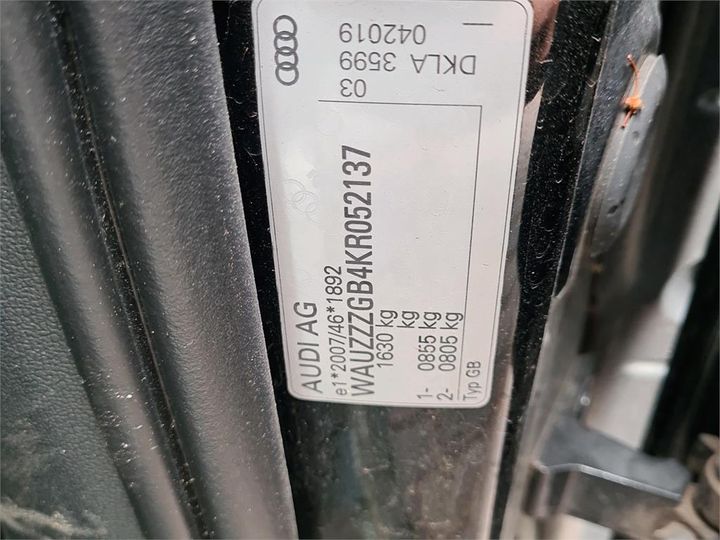 AUDI AG
e1*2007/46*1892
WAUZZZGB4KR052137
1630 kg
kg
1- 0855 kg
2- 0805 kg
Typ GB
03
DKLA 3599
042019